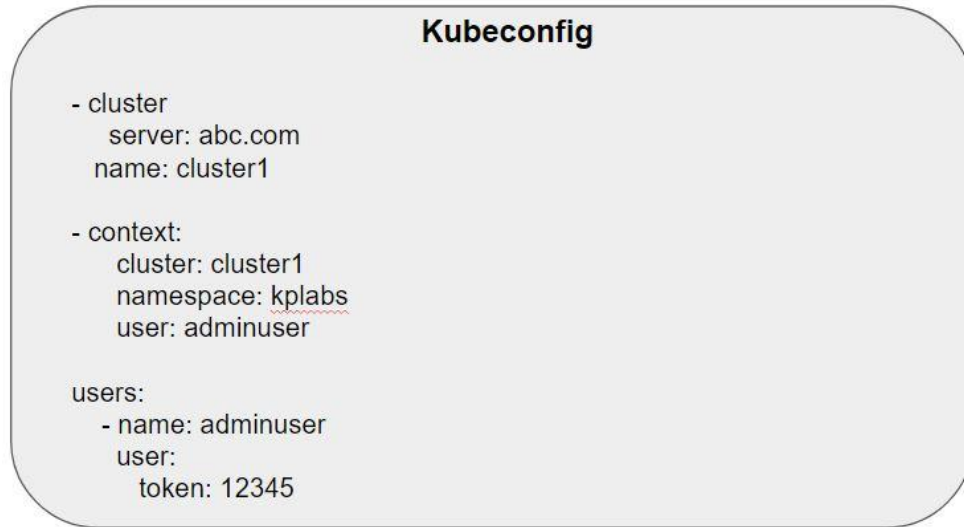 Kubeconfig
- cluster
server: abc.com
name: cluster1
- context:
cluster: cluster1
namespace: kplabs
user: adminuser
users:
- name: adminuser
user:
token: 12345